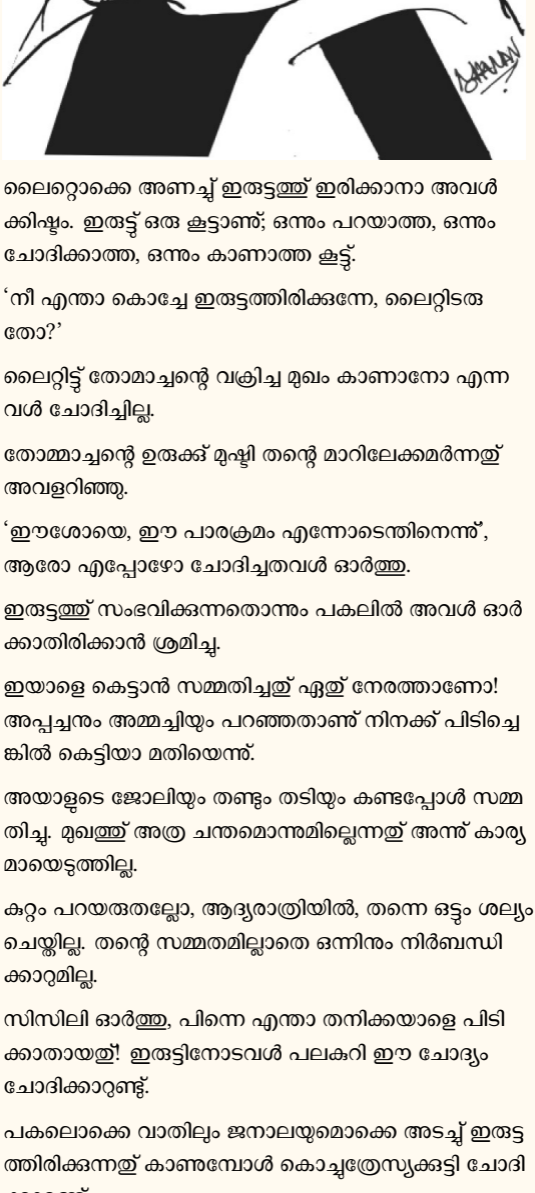 ലൈറ്റൊക്കെ അണച്ച് ഇരുട്ടത്ത് ഇരിക്കാനാ അവൾ
ക്കിഷ്ടം. ഇരുട്ട് ഒരു കൂട്ടാണ്; ഒന്നും പറയാത്ത, ഒന്നും
ചോദിക്കാത്ത, ഒന്നും കാണാത്ത കൂട്ട്.
‘നീ എന്താ കൊച്ചേ ഇരുട്ടത്തിരിക്കുന്നേ, ലൈറ്റിടരു
തോ?’
ലൈറ്റിട്ട് തോമാച്ചന്റെ വക്രിച്ച മുഖം കാണാനോ എന്ന
വൾ ചോദിച്ചില്ല.
തോമ്മാച്ചന്റെ ഉരുക്ക് മുഷ്ടി തന്റെ മാറിലേക്കമർന്നത്
അവളറിഞ്ഞു.
‘ഈശോയെ, ഈ പാരക്രമം എന്നോടെന്തിനെന്ന്’,
ആരോ എപ്പോഴോ ചോദിച്ചതവൾ ഓർത്തു.
ഇരുട്ടത്ത് സംഭവിക്കുന്നതൊന്നും പകലിൽ അവൾ ഓർ
ക്കാതിരിക്കാൻ ശ്രമിച്ചു.
ഇയാളെ കെട്ടാൻ സമ്മതിച്ചത് ഏത് നേരത്താണോ!
അപ്പച്ചനും അമ്മച്ചിയും പറഞ്ഞതാണ് നിനക്ക് പിടിച്ചെ
ങ്കിൽ കെട്ടിയാ മതിയെന്ന്.
അയാളുടെ ജോലിയും തണ്ടും തടിയും കണ്ടപ്പോൾ സമ്മ
തിച്ചു. മുഖത്ത് അത്ര ചന്തമൊന്നുമില്ലെന്നത് അന്ന് കാര്യ
മായെടുത്തില്ല.
കുറ്റം പറയരുതല്ലോ, ആദ്യരാത്രിയിൽ, തന്നെ ഒട്ടും ശല്യം
ചെയ്തില്ല. തന്റെ സമ്മതമില്ലാതെ ഒന്നിനും നിർബന്ധി
ക്കാറുമില്ല.
സിസിലി ഓർത്തു, പിന്നെ എന്താ തനിക്കയാളെ പിടി
ക്കാതായത്! ഇരുട്ടിനോടവൾ പലകുറി ഈ ചോദ്യം
ചോദിക്കാറുണ്ട്.
പകലൊക്കെ വാതിലും ജനാലയുമൊക്കെ അടച്ച് ഇരുട്ട
ത്തിരിക്കുന്നത് കാണുമ്പോൾ കൊച്ചുത്രേസ്യക്കുട്ടി ചോദി